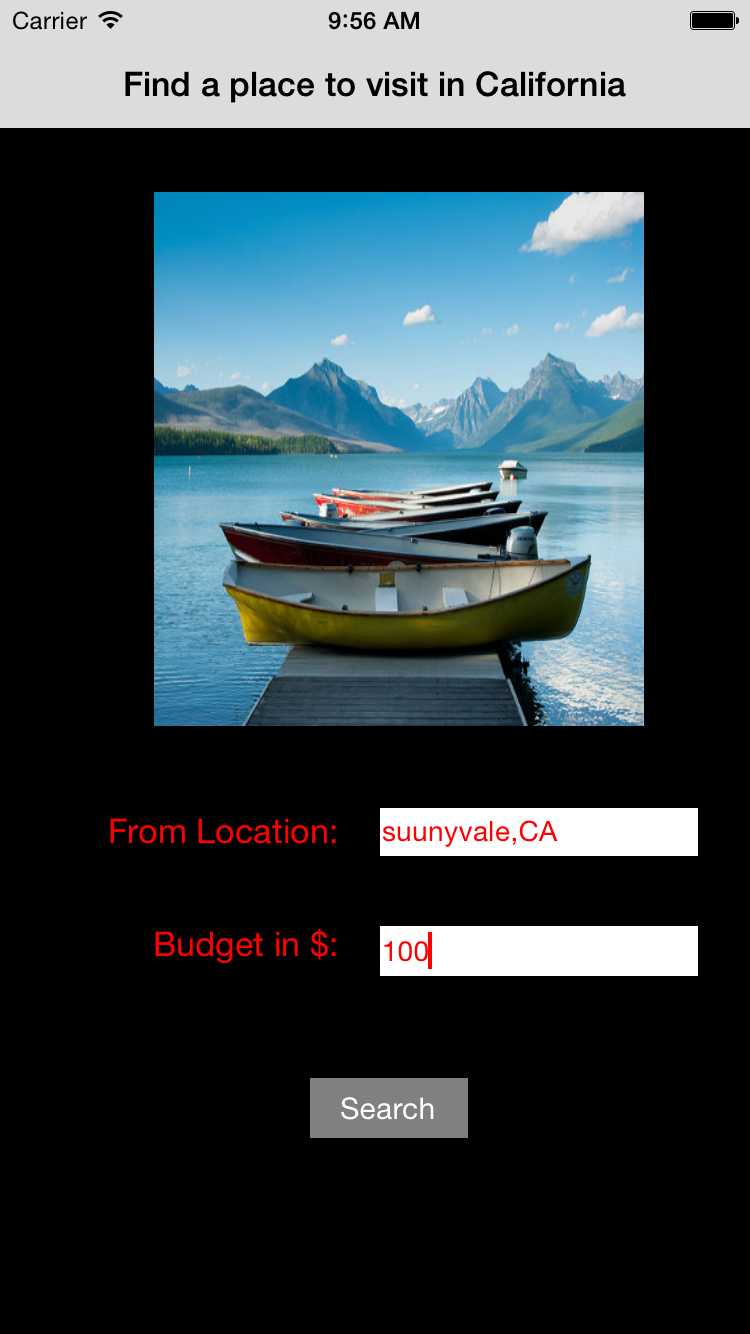 Carrier 9:56 AM
Find a place to visit in California
From Location: suunyvale,CA
Budget in $: 100
Search